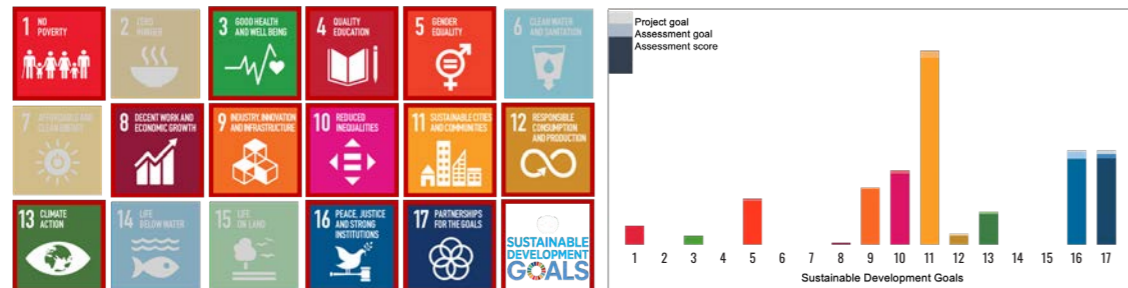 1 NO
POVERTY
2 ZERO
HUNGER
3 GOOD HEALTH
AND WELL BEING
4 QUALITY
EDUCATION
5 GENDER
EQUALITY
6 CLEAN WATER
AND SANITATION
7 AFFORDABLE AND
CLEAN ENERGY
8 DECENT WORK AND
ECONOMIC GROWTH
9 INDUSTRY, INNOVATION
AND INFRASTRUCTURE
10 REDUCED
INEQUALITIES
11 SUSTAINABLE CITIES
AND COMMUNITIES
12 RESPONSIBLE
CONSUMPTION
AND PRODUCTION
13 CLIMATE
ACTION
14 LIFE
BELOW WATER
15 LIFE
ON LAND
16 PEACE, JUSTICE
AND STRONG
INSTITUTIONS
17 PARTNERSHIPS
FOR THE GOALS
SUSTAINABLE
DEVELOPMENT
GOALS
Project goal
Assessment goal
Assessment score
1 2 3 4 5 6 7 8 9 10 11 12 13 14 15 16 17
Sustainable Development Goals